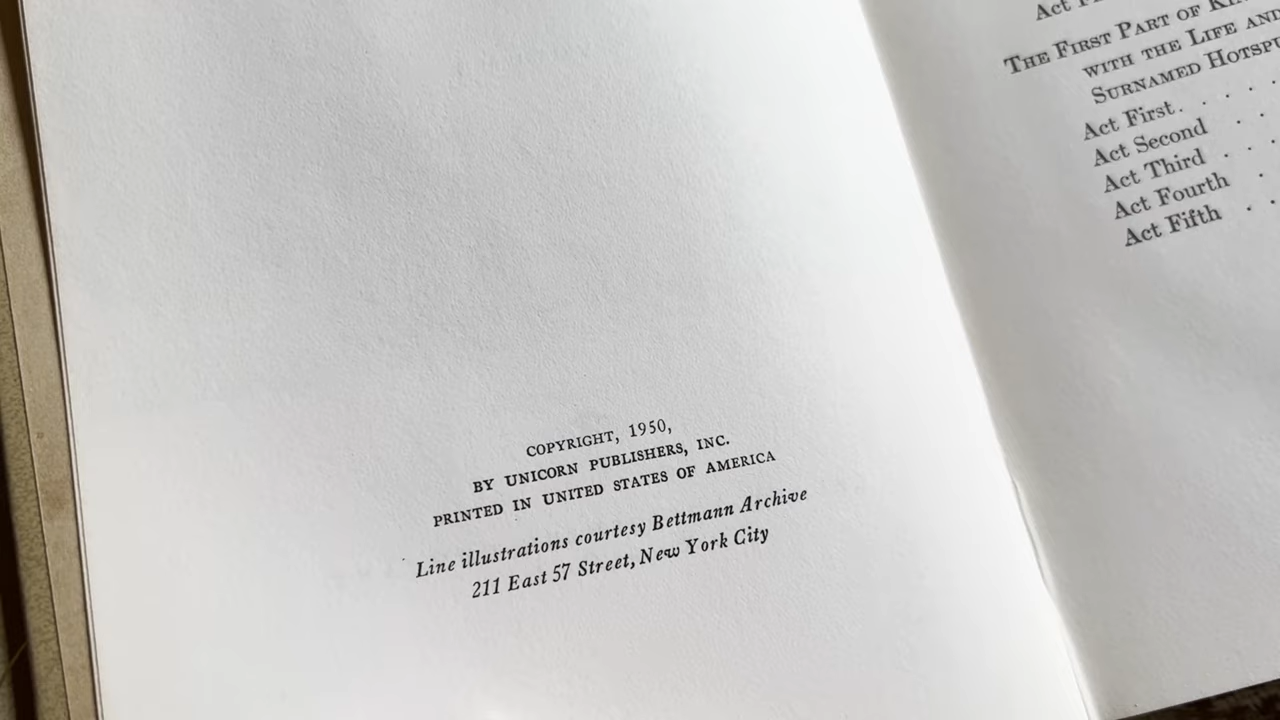 COPYRIGHT, 1950,
BY UNICORN PUBLISHERS, INC.
PRINTED IN UNITED STATES OF AMERICA
Line illustrations courtesy Bettmann Archive
211 East 57 Street, New York City
Act
THE FIRST PART OF
WITH THE LIFE AND
SURNAMED
Act First . . . . .
Act Second . .
Act Third . . .
Act Fourth .
Act Fifth . .